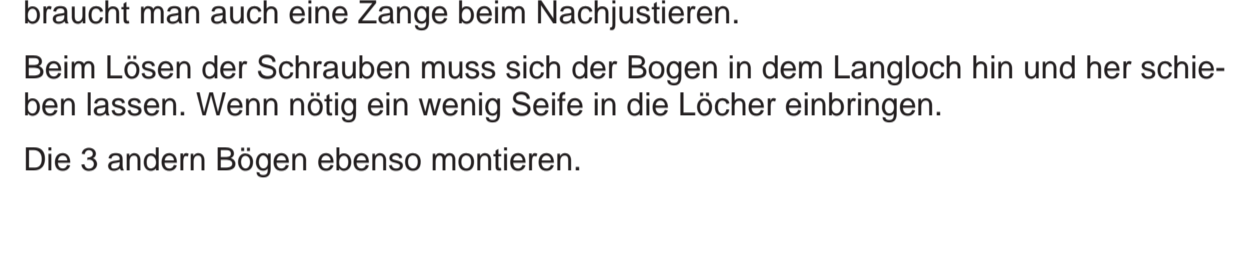 braucht man auch eine Zange beim Nachjustieren.
Beim Lösen der Schrauben muss sich der Bogen in dem Langloch hin und her schie-
ben lassen. Wenn nötig ein wenig Seife in die Löcher einbringen.
Die 3 andern Bögen ebenso montieren.